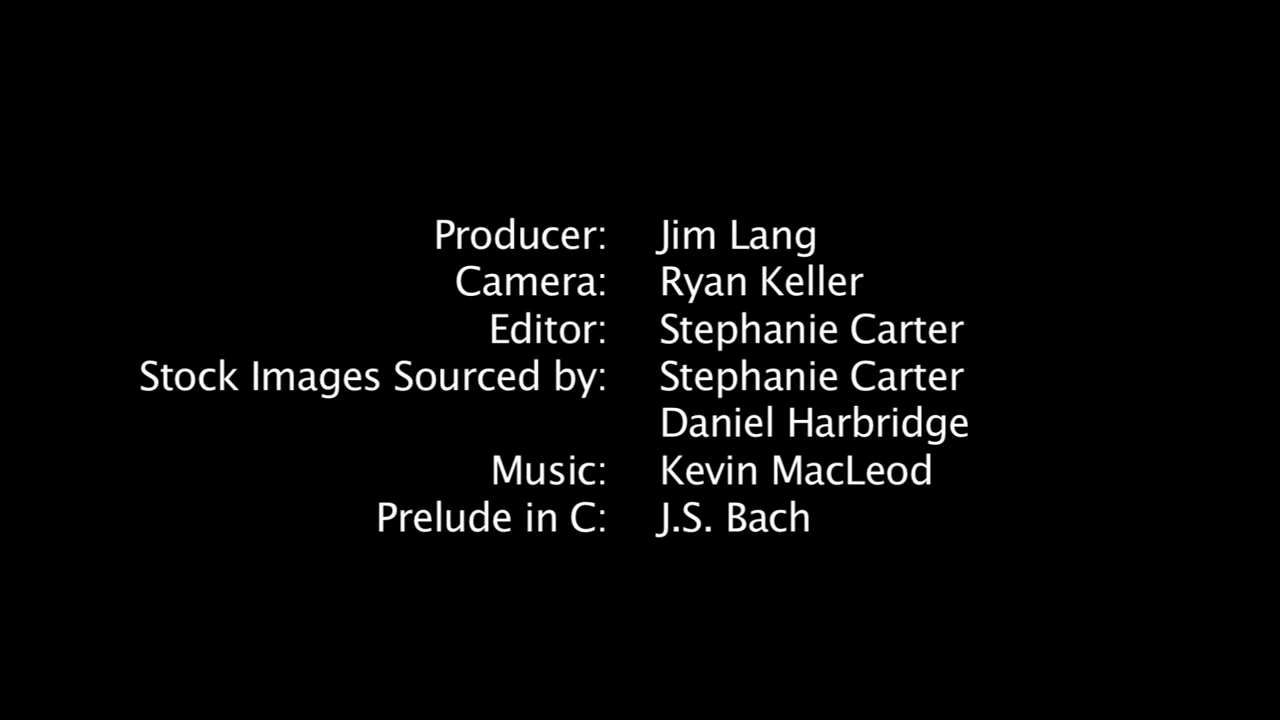 Producer: Jim Lang
Camera: Ryan Keller
Editor: Stephanie Carter
Stock Images Sourced by: Stephanie Carter
Daniel Harbridge
Music: Kevin MacLeod
Prelude in C: J.S. Bach